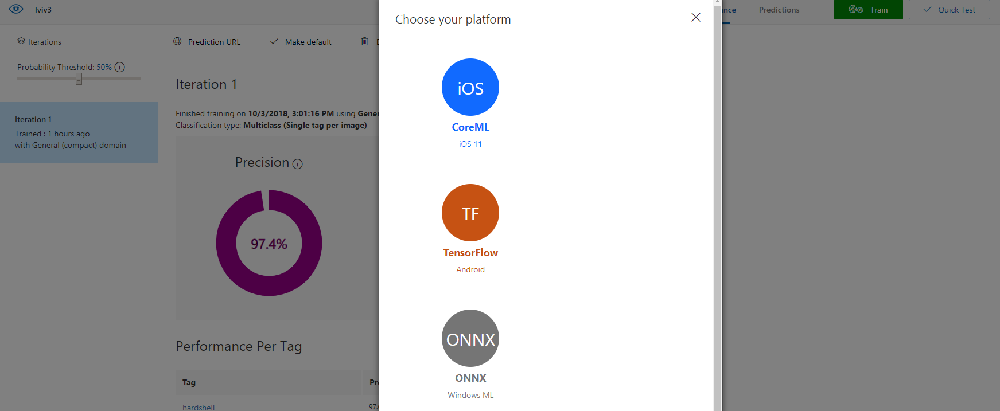 lviv3
nce
Predictions
Train
Quick Test
Iterations
Probability Threshold: 50%
Iteration 1
Trained : 1 hours ago
with General (compact) domain
Prediction URL
Make default
Iteration 1
Finished training on 10/3/2018, 3:01:16 PM using Gener
Classification type: Multiclass (Single tag per image)
Precision
97.4%
Performance Per Tag
Tag
Pr
hardshell
97.
Choose your platform
iOS
CoreML
iOS 11
TF
TensorFlow
Android
ONNX
ONNX
Windows ML